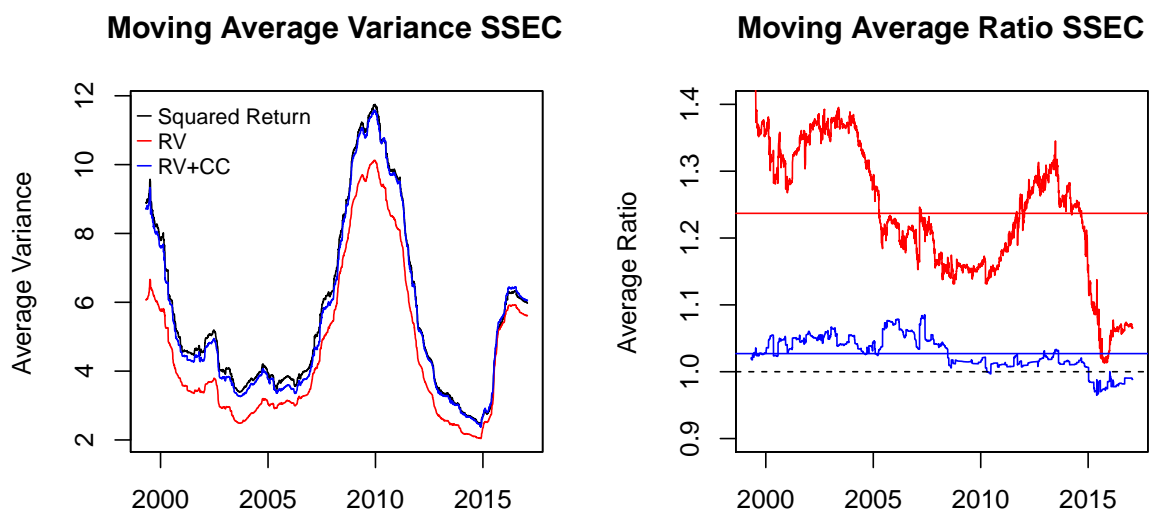 Moving Average Variance SSEC
Average Variance
12
10
8
6
4
2
Squared Return
RV
RV+CC
2000 2005 2010 2015
Moving Average Ratio SSEC
Average Ratio
1.4
1.3
1.2
1.1
1.0
0.9
2000 2005 2010 2015